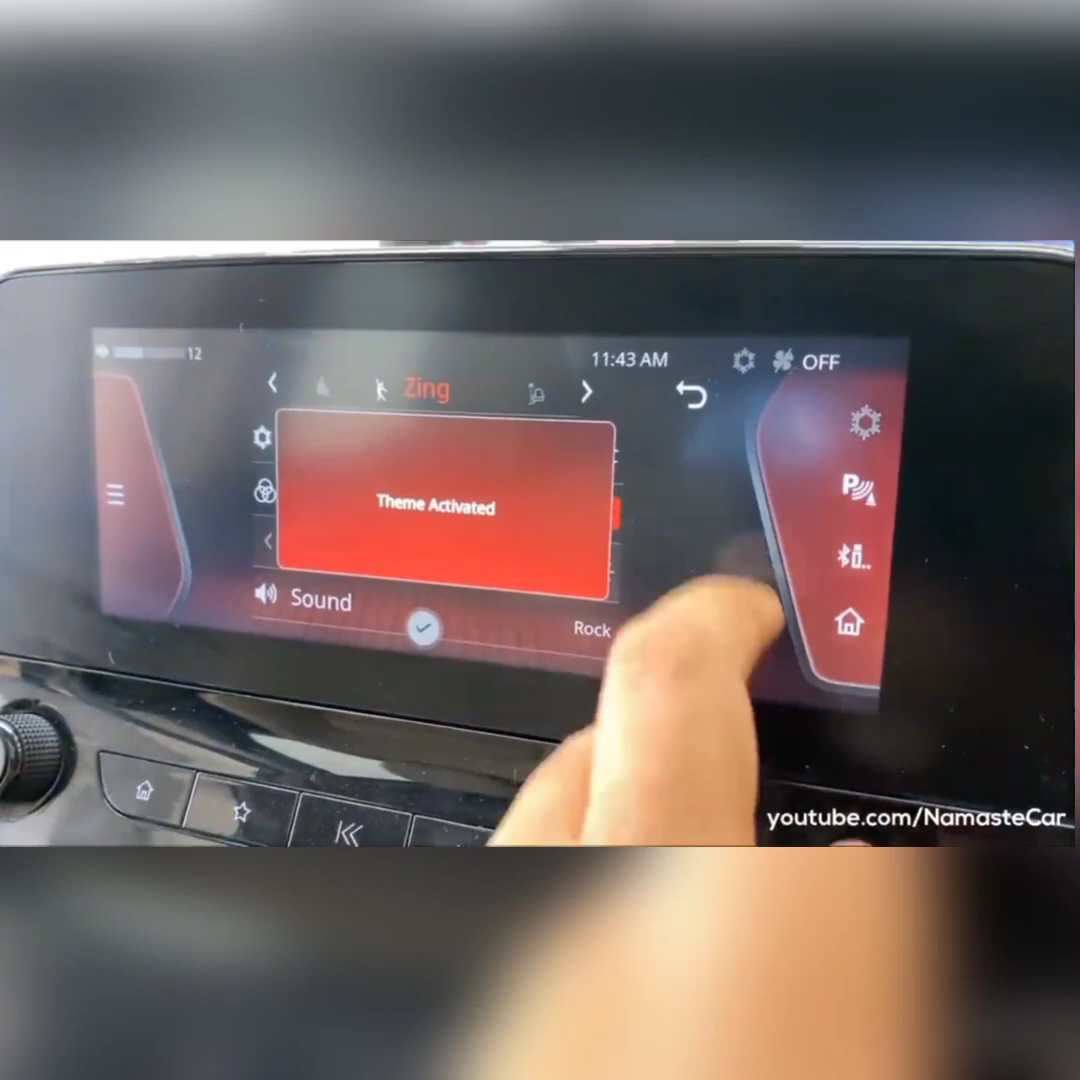 12
11:43 AM
OFF
Zing
P
Theme Activated
Sound
Rock
youtube.com/NamasteCar